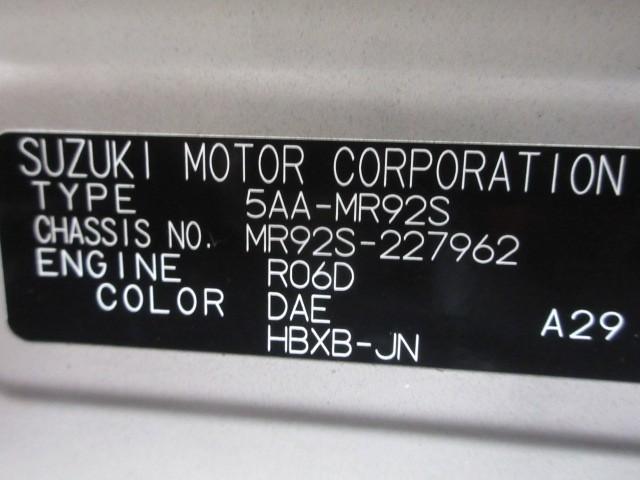 SUZUKI MOTOR CORPORATION
TYPE 5AA-MR92S
CHASSIS NO. MR92S-227962
ENGINE R06D
COLOR DAE A29
HBXB-JN